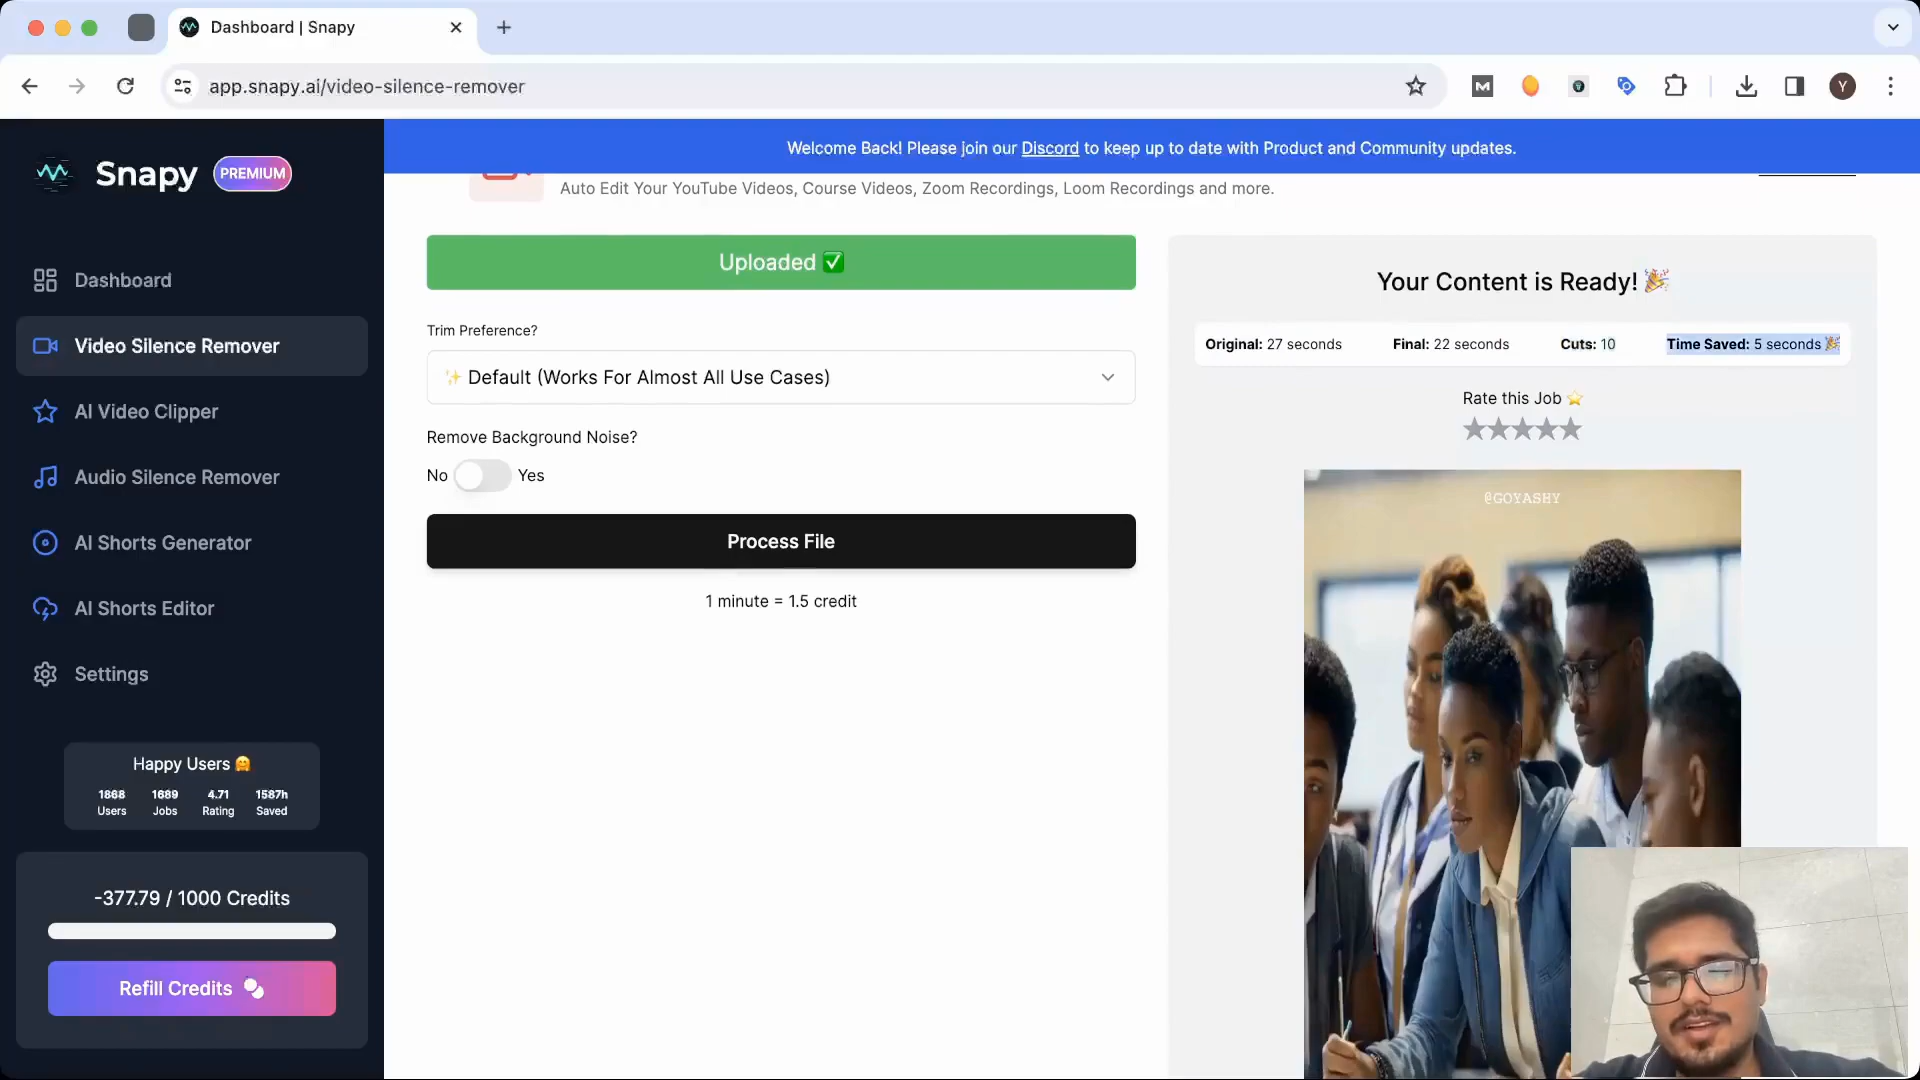 Dashboard | Snapy
app.snapy.ai/video-silence-remover
Y
Snapy PREMIUM
Welcome Back! Please join our Discord to keep up to date with Product and Community updates.
Auto Edit Your YouTube Videos, Course Videos, Zoom Recordings, Loom Recordings and more.
Dashboard
Video Silence Remover
AI Video Clipper
Audio Silence Remover
AI Shorts Generator
AI Shorts Editor
Settings
Happy Users 🤗
1868 1689 4.71 1587h
Users Jobs Rating Saved
-377.79 / 1000 Credits
Refill Credits
Uploaded ✅
Trim Preference?
✨ Default (Works For Almost All Use Cases)
Remove Background Noise?
No Yes
Process File
1 minute = 1.5 credit
Your Content is Ready! 🎉
Original: 27 seconds Final: 22 seconds Cuts: 10 Time Saved: 5 seconds 🎉
Rate this Job ⭐
@GOYASHY